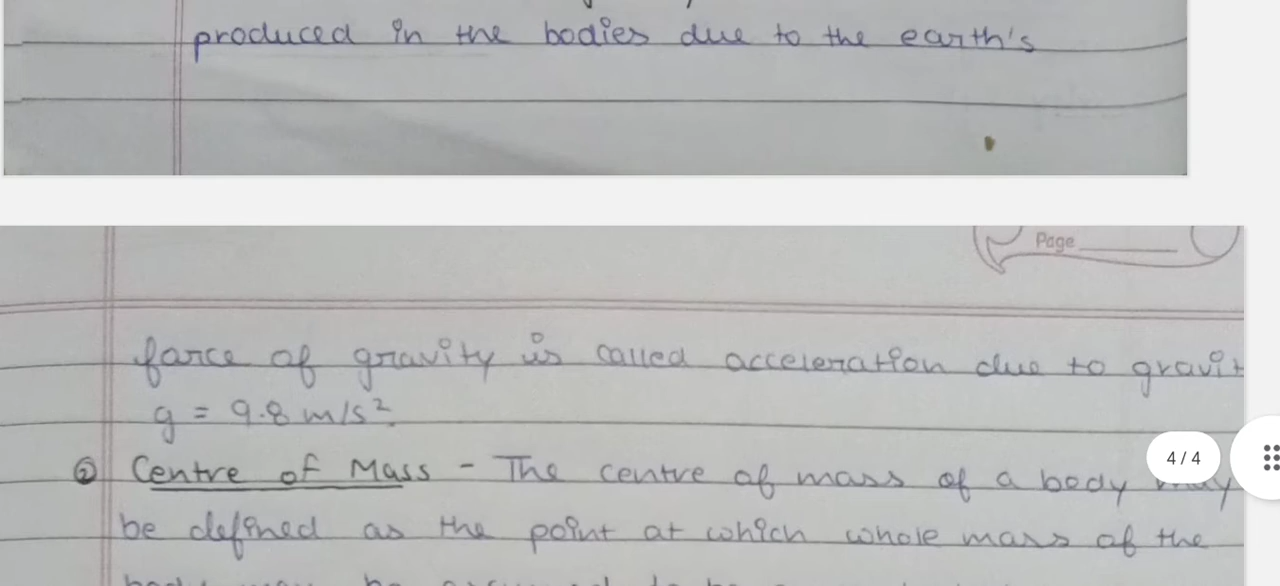 produced in the bodies due to the earth's
Page
force of gravity is called acceleration due to gravit
g = 9.8 m/s².
② Centre of Mass - The centre of mass of a body may
4 / 4
be defined as the point at which whole mass of the